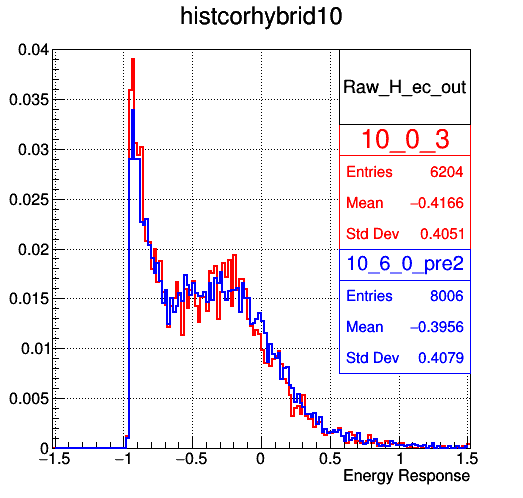 histcorhybrid10
Raw_H_ec_out
10_0_3
Entries 6204
Mean −0.4166
Std Dev 0.4051
10_6_0_pre2
Entries 8006
Mean −0.3956
Std Dev 0.4079
0.04
0.035
0.03
0.025
0.02
0.015
0.01
0.005
0
−1.5 −1 −0.5 0 0.5 1 1.5
Energy Response